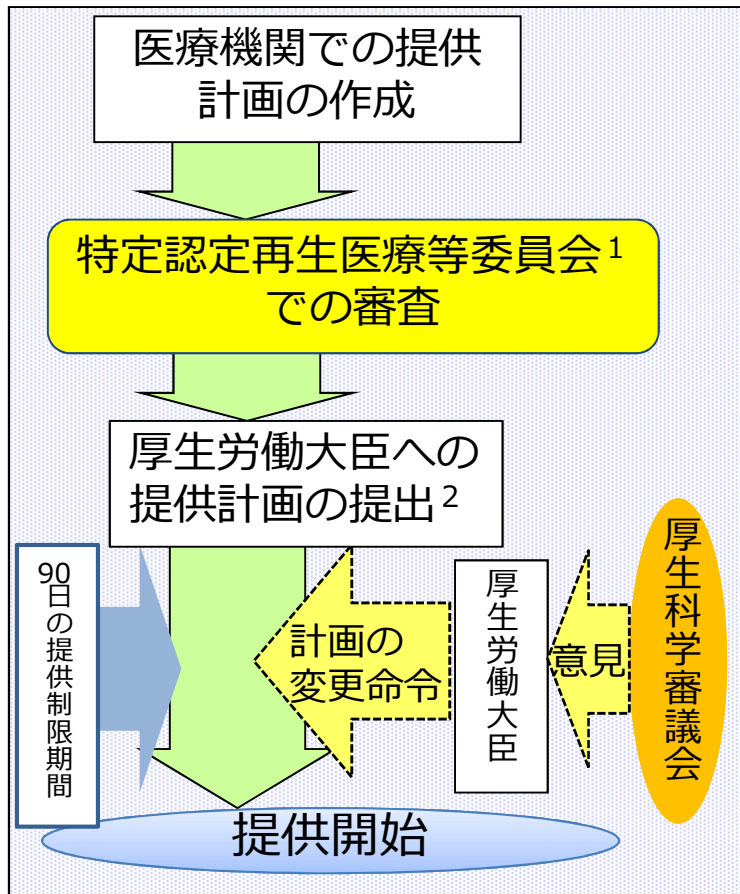 医療機関での提供
計画の作成
特定認定再生医療等委員会1
での審査
厚生労働大臣への
提供計画の提出2
90日の提供制限期間
計画の
変更命令
厚生労働大臣
意見
厚生科学審議会
提供開始